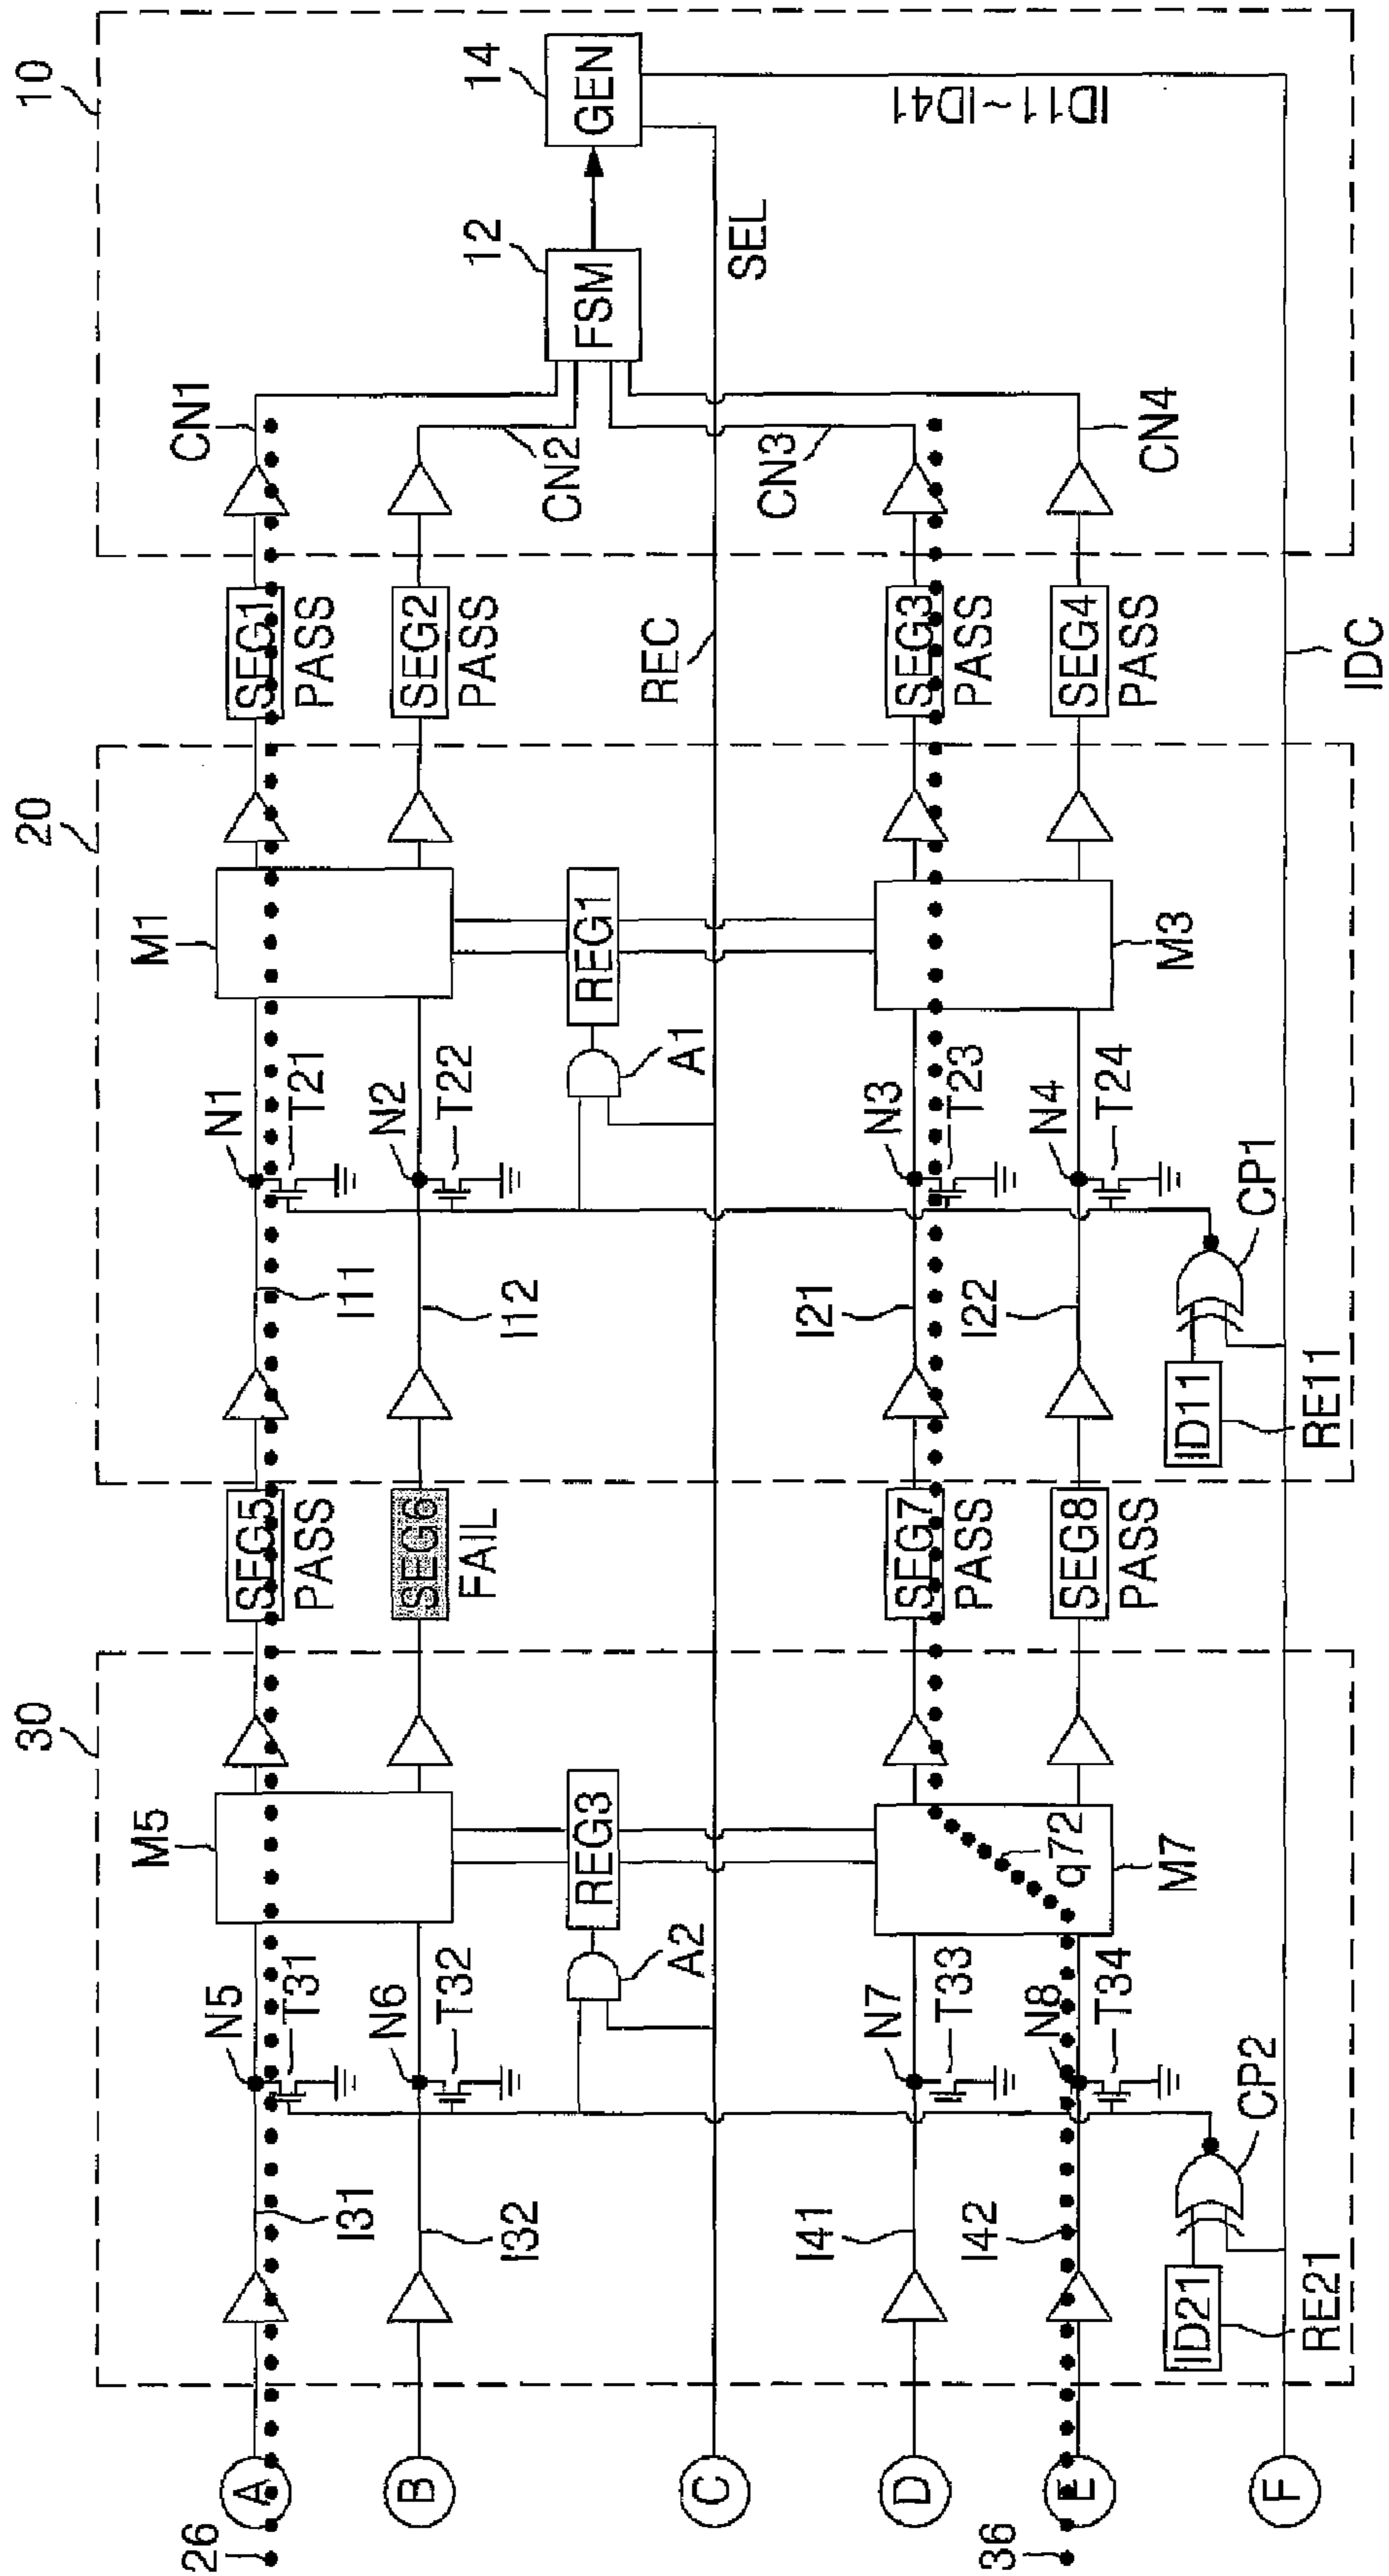 10
14
GEN
ID11~ID41
12
FSM
SEL
CN1
CN2
CN3
CN4
SEG1
PASS
SEG2
PASS
REC
SEG3
PASS
SEG4
PASS
IDC
20
M1
REG1
M3
A1
N1
T21
N2
T22
N3
T23
N4
T24
CP1
I11
I12
I21
I22
ID11
RE11
SEG5
PASS
SEG6
FAIL
SEG7
PASS
SEG8
PASS
30
M5
REG3
q72
M7
A2
N5
T31
N6
T32
N7
T33
N8
T34
CP2
I31
I32
I41
I42
ID21
RE21
A
B
C
D
E
F
26
36